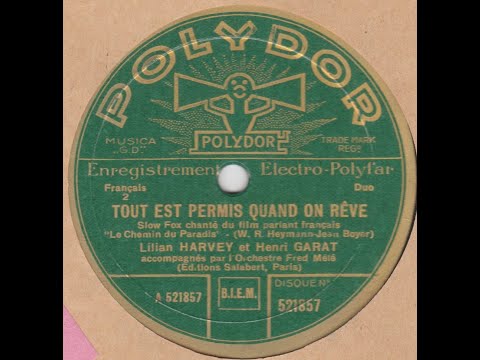 POLYDOR
MUSICA
„G.D"
POLYDOR
TRADE MARK
REGD
Enregistrement Electro-Polyfar
Français
2
Duo
TOUT EST PERMIS QUAND ON RÊVE
Slow Fox chanté du film parlant français
"Le Chemin du Paradis" - (W. R. Heymann-Jean Boyer)
Lilian HARVEY et Henri GARAT
accompagnés par l'Orchestre Fred Mélé
(Éditions Salabert, Paris)
A 521857
B.I.E.M.
DISQUE No
521857